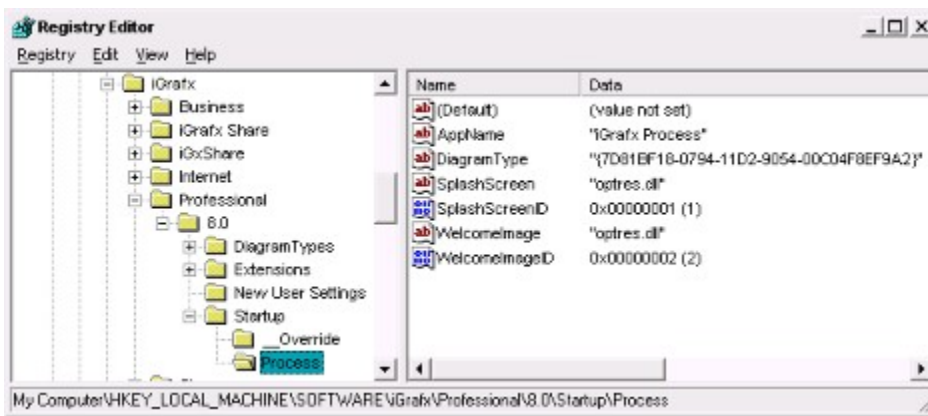 Registry Editor
Registry Edit View Help
iGrafx
Business
iGrafx Share
iGxShare
Internet
Professional
8.0
DiagramTypes
Extensions
New User Settings
Startup
__Override
Process
Name Data
(Default) (value not set)
AppName "iGrafx Process"
DiagramType "{7D81BF18-0794-11D2-9054-00C04F8EF9A2}"
SplashScreen "optres.dll"
SplashScreenID 0x00000001 (1)
WelcomeImage "optres.dll"
WelcomeImageID 0x00000002 (2)
My Computer\HKEY_LOCAL_MACHINE\SOFTWARE\iGrafx\Professional\8.0\Startup\Process